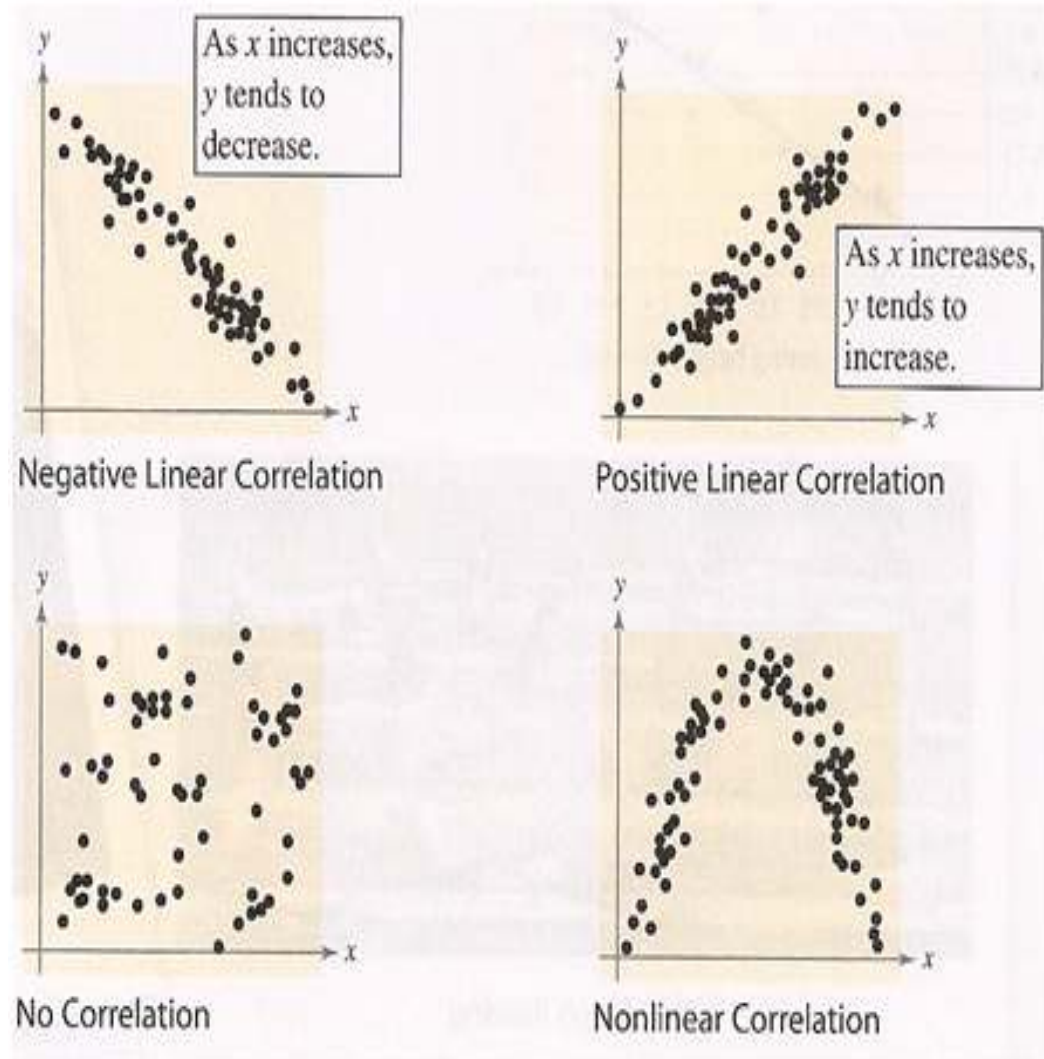 y
As x increases,
y tends to
decrease.
x
Negative Linear Correlation
y
As x increases,
y tends to
increase.
x
Positive Linear Correlation
y
x
No Correlation
y
x
Nonlinear Correlation